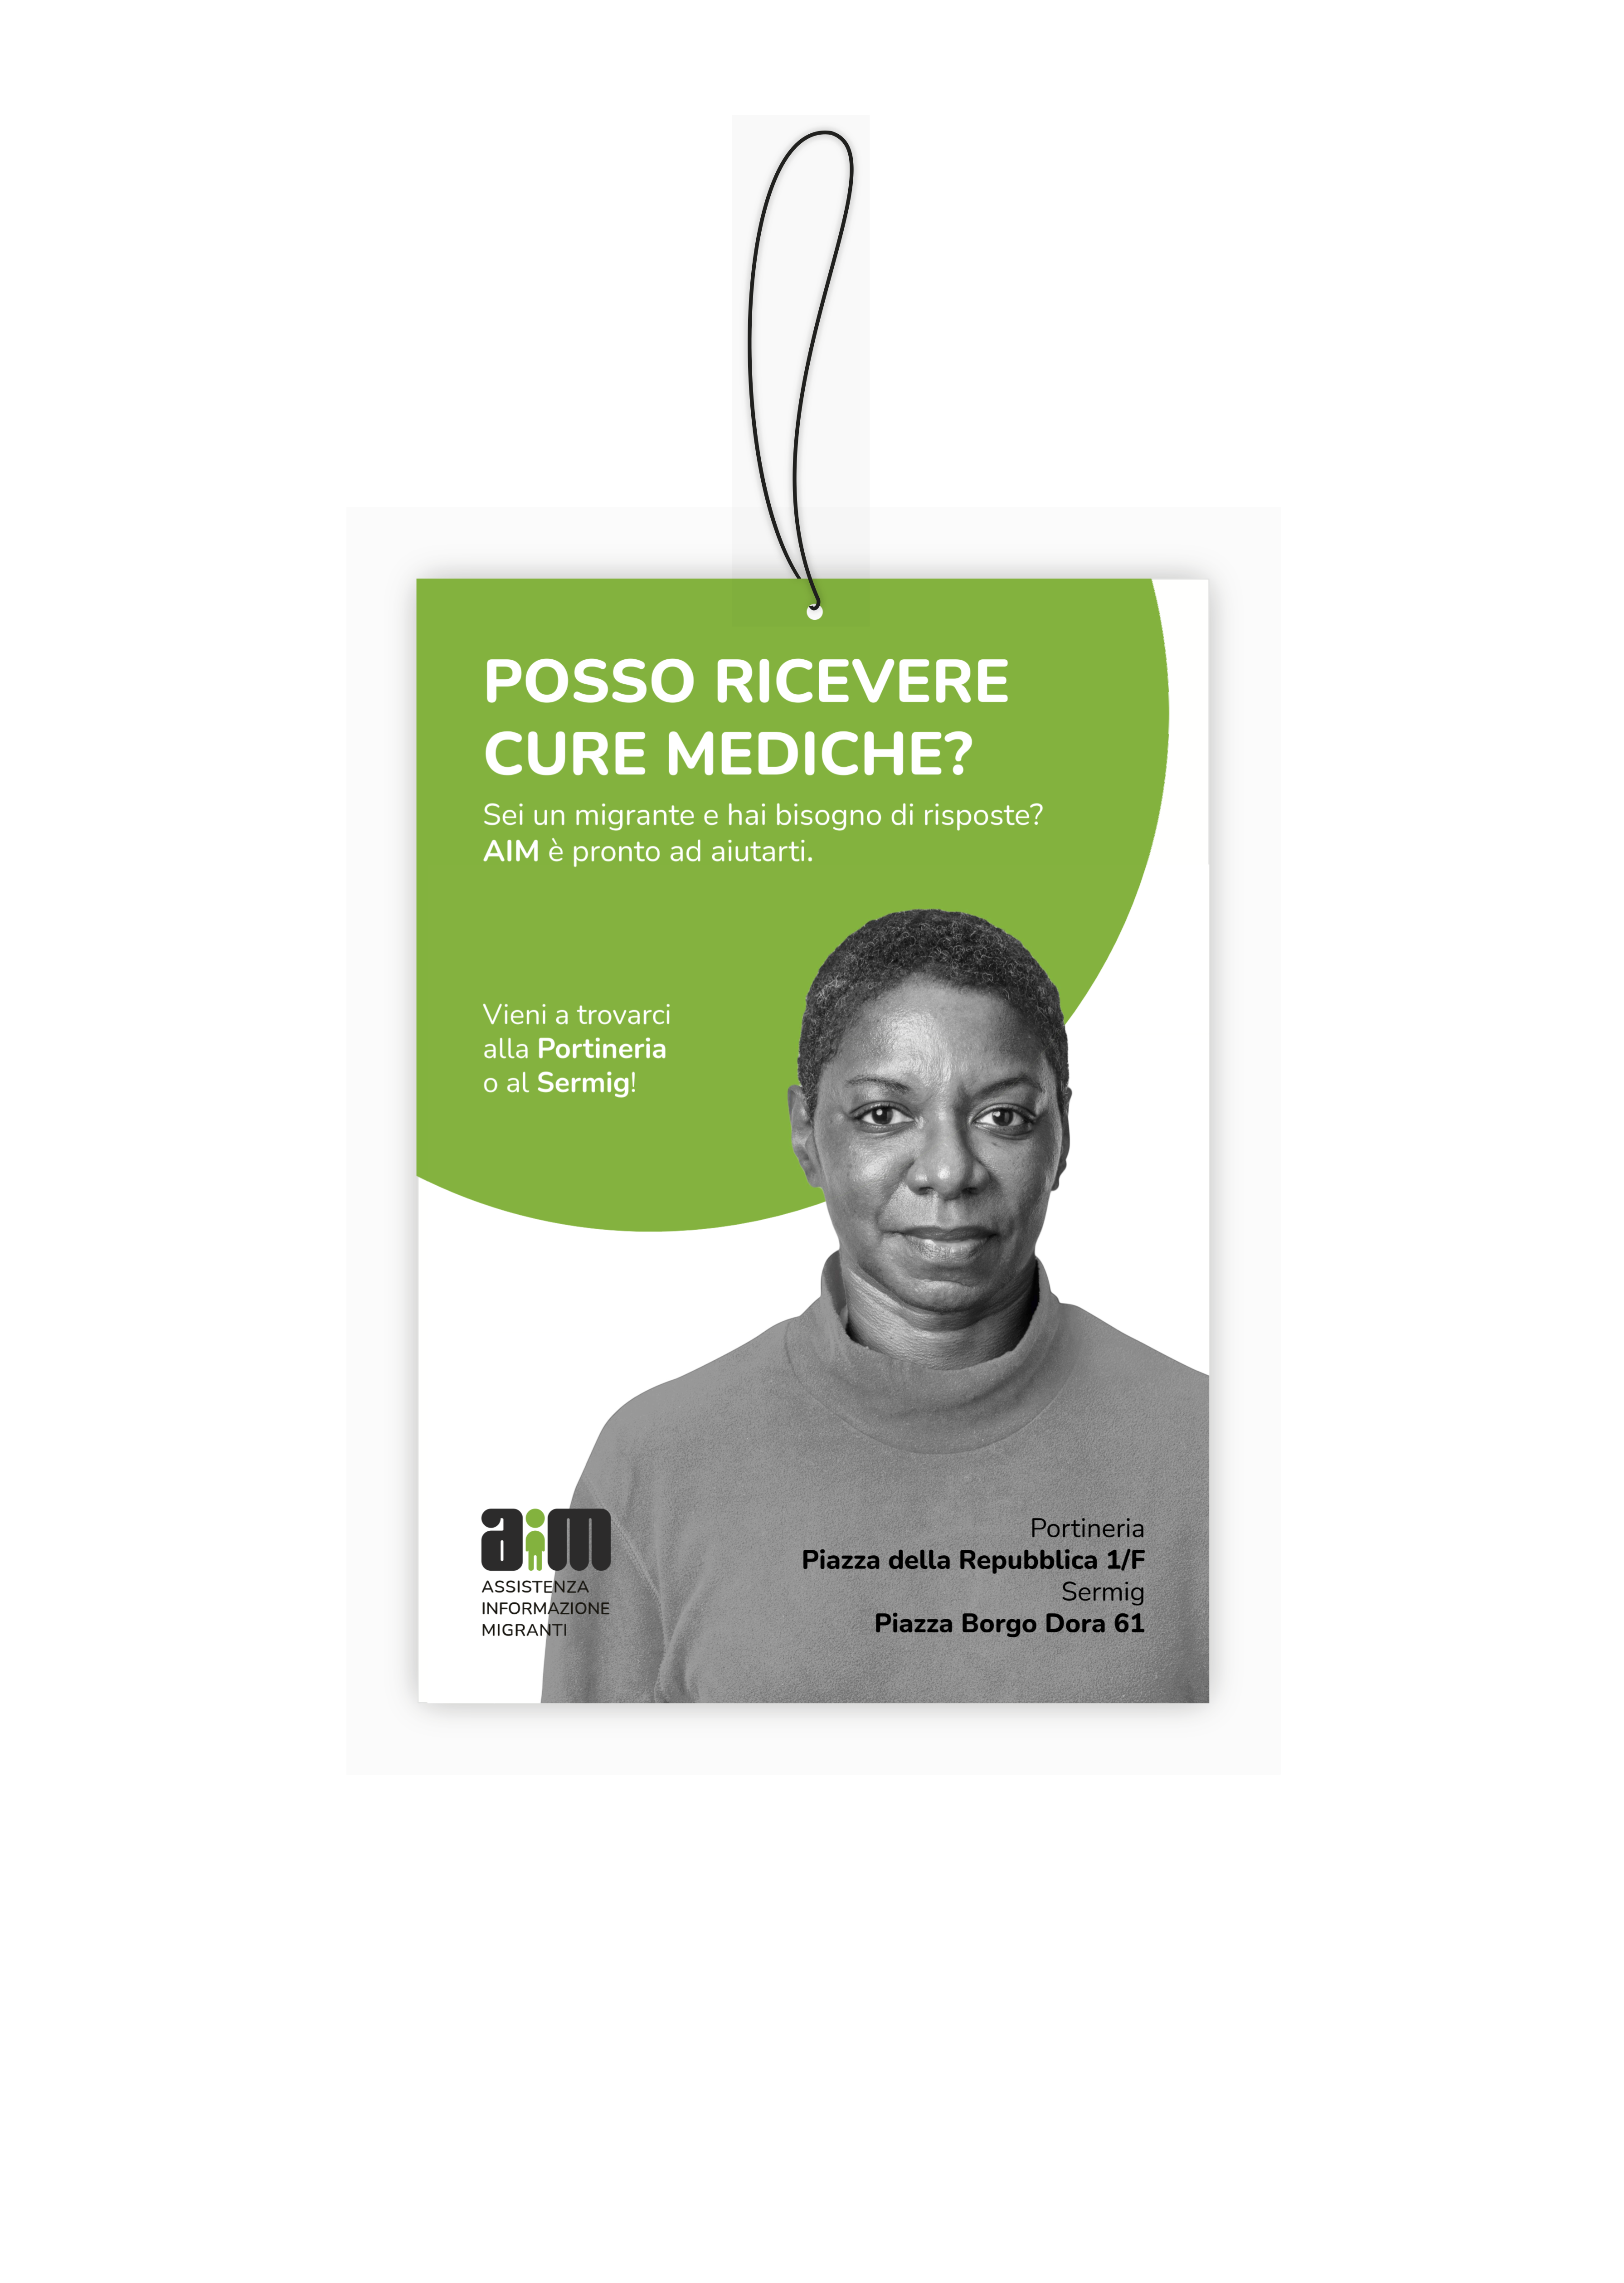 POSSO RICEVERE
CURE MEDICHE?
Sei un migrante e hai bisogno di risposte?
AIM è pronto ad aiutarti.
Vieni a trovarci
alla Portineria
o al Sermig!
aim
ASSISTENZA
INFORMAZIONE
MIGRANTI
Portineria
Piazza della Repubblica 1/F
Sermig
Piazza Borgo Dora 61